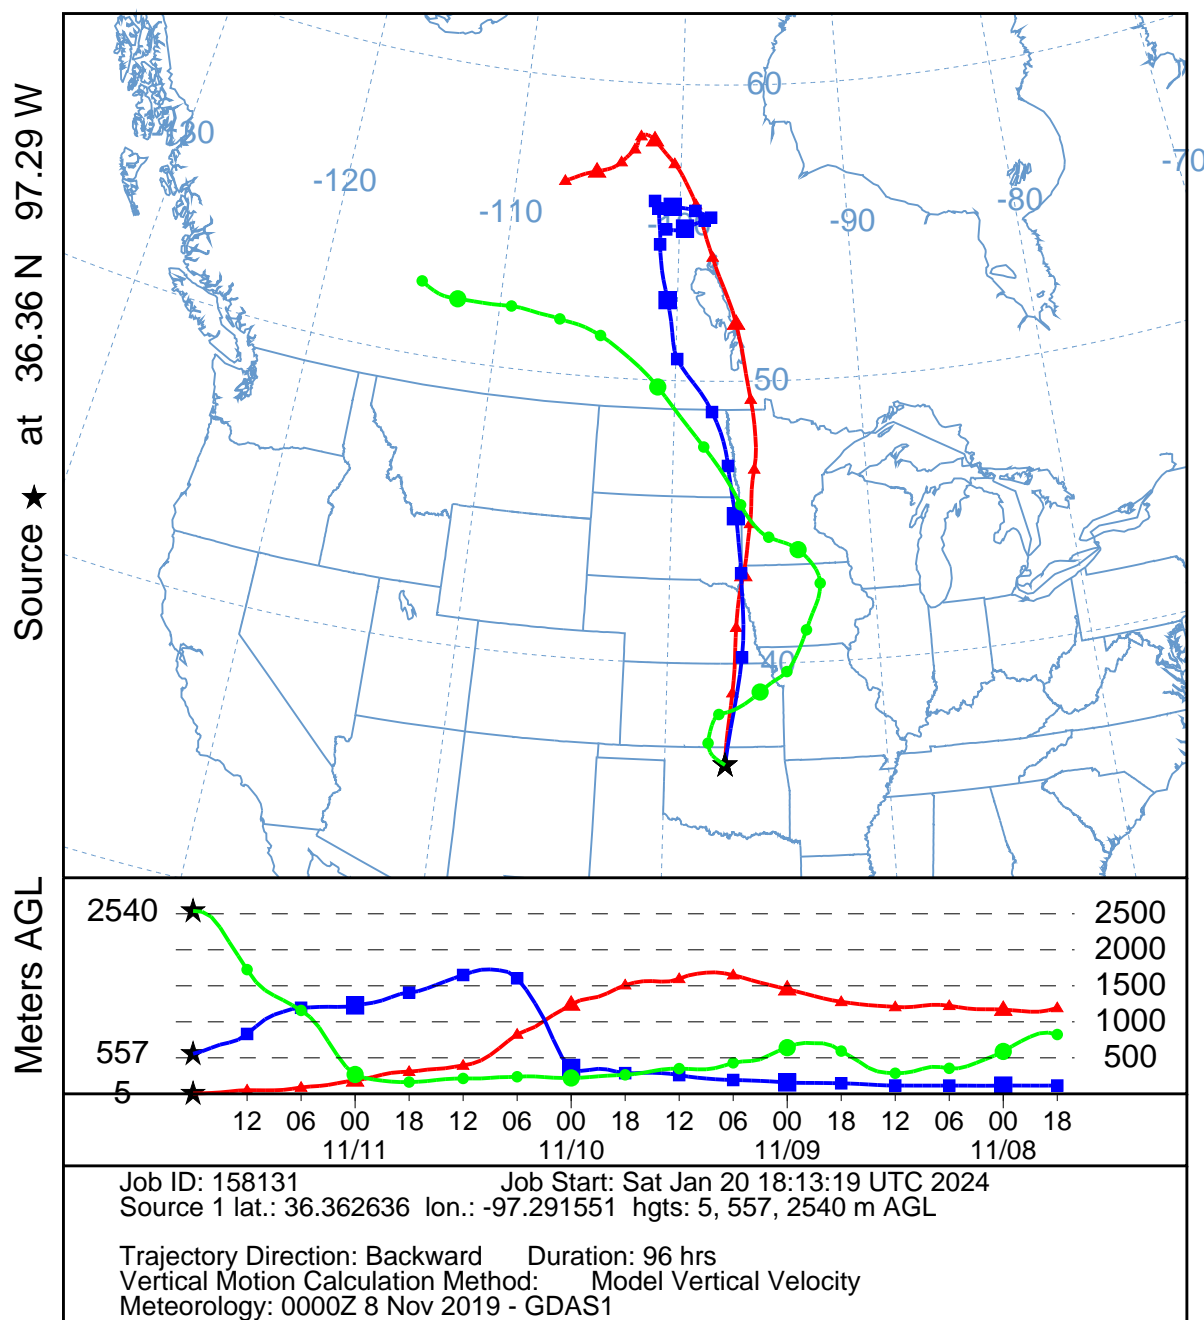 Source ★ at 36.36 N 97.29 W
60
-120
-110
-90
-80
-70
50
40
Meters AGL
2540
557
5
2500
2000
1500
1000
500
12 06 00 18 12 06 00 18 12 06 00 18 12 06 00 18
11/11 11/10 11/09 11/08
Job ID: 158131 Job Start: Sat Jan 20 18:13:19 UTC 2024
Source 1 lat.: 36.362636 lon.: -97.291551 hgts: 5, 557, 2540 m AGL
Trajectory Direction: Backward Duration: 96 hrs
Vertical Motion Calculation Method: Model Vertical Velocity
Meteorology: 0000Z 8 Nov 2019 - GDAS1